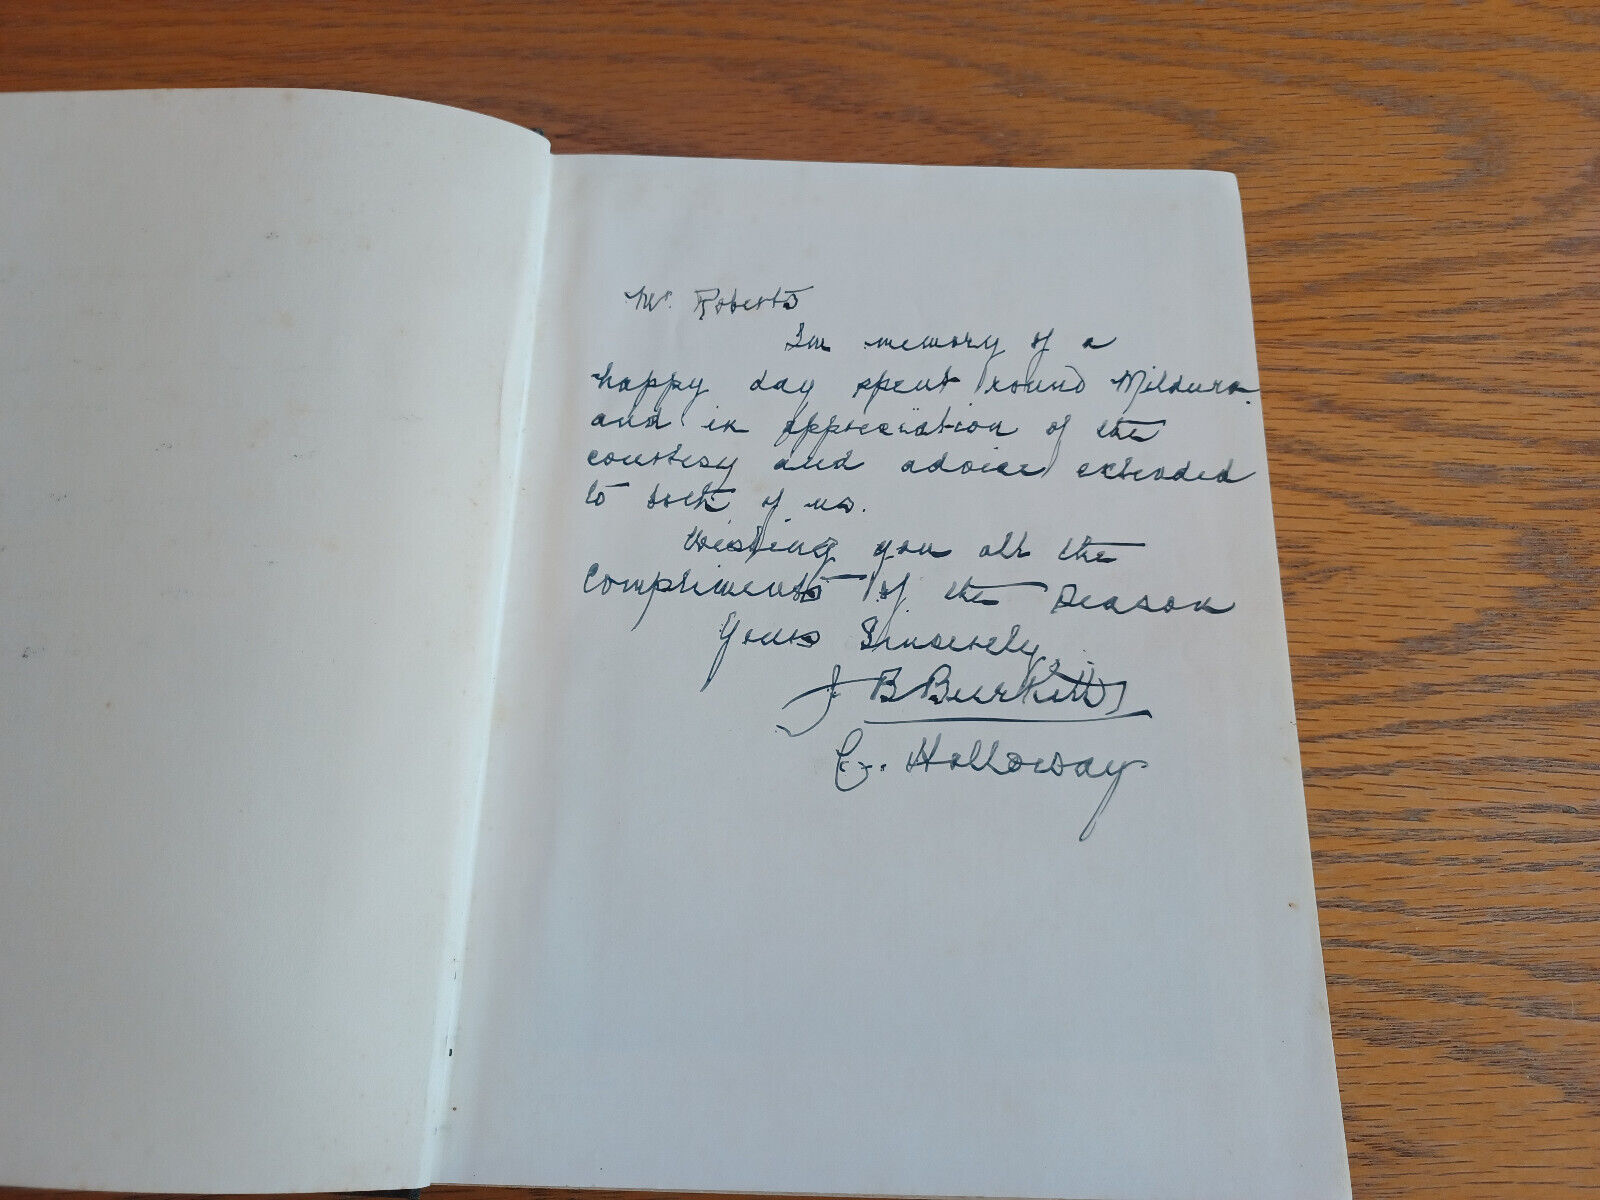 Mr. Roberts
In memory of a
happy day spent round Mildura
and in appreciation of the
courtesy and advice extended
to both of us.
Wishing you all the
Compliments of the Season
Yours Sincerely
J B Burkitt
Holloway